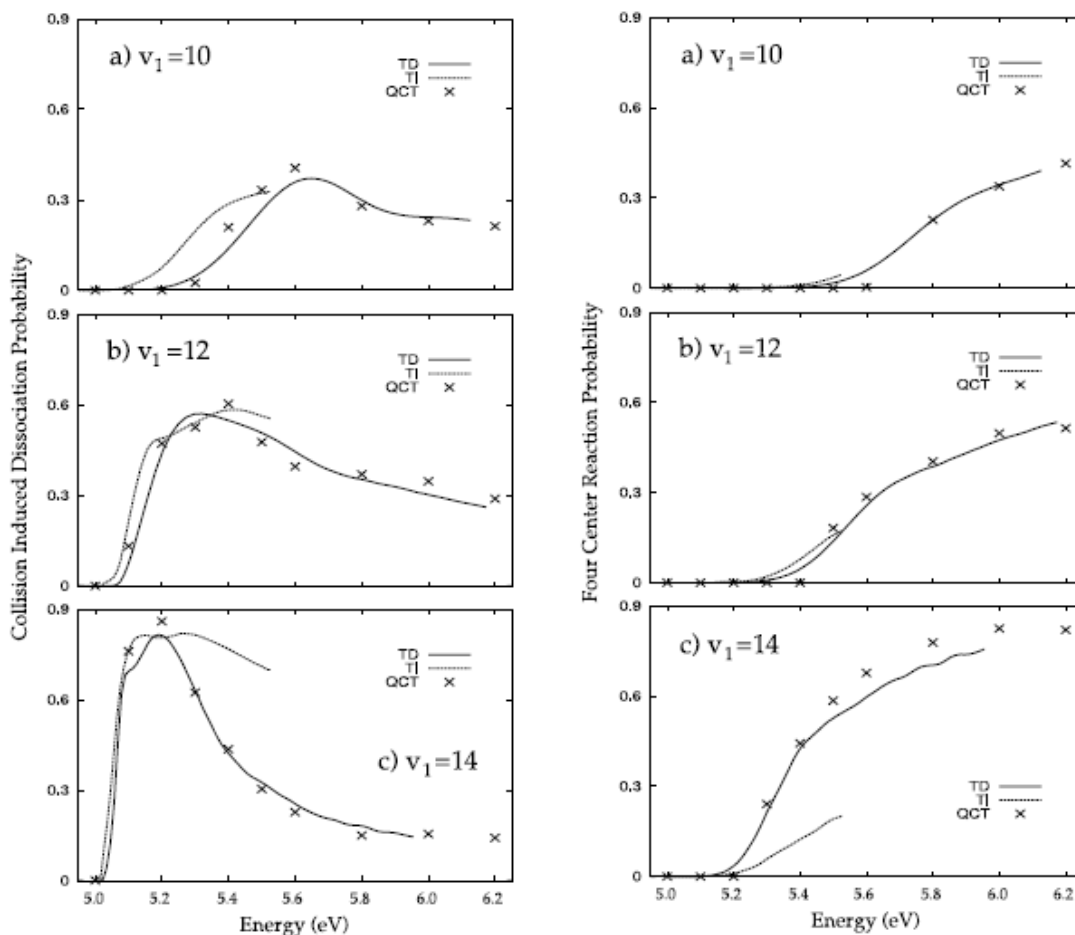 Collision Induced Dissociation Probability
0.9
0.6
0.3
0
a) v1=10
TD
TI
QCT
0.9
0.6
0.3
0
b) v1=12
TD
TI
QCT
0.9
0.6
0.3
0
TD
TI
QCT
c) v1=14
5.0 5.2 5.4 5.6 5.8 6.0 6.2
Energy (eV)
Four Center Reaction Probability
0.9
0.6
0.3
0
a) v1=10
TD
TI
QCT
0.9
0.6
0.3
0
b) v1=12
TD
TI
QCT
0.9
0.6
0.3
0
c) v1=14
TD
TI
QCT
5.0 5.2 5.4 5.6 5.8 6.0 6.2
Energy (eV)